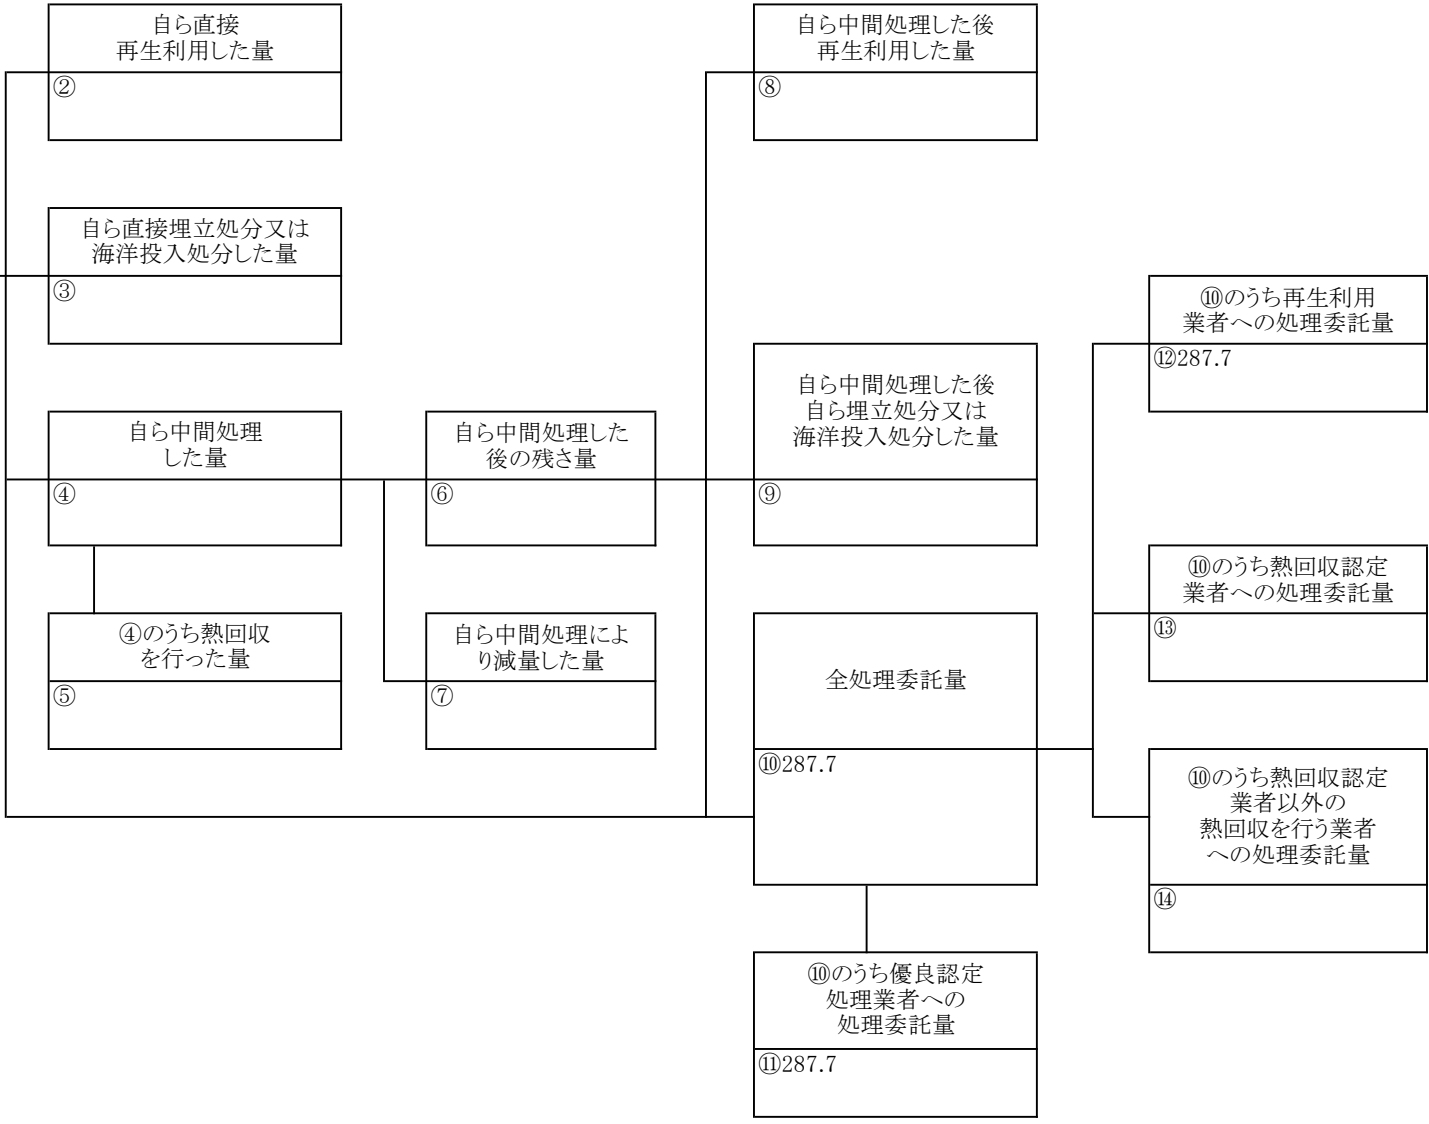 自ら直接
再生利用した量
②
自ら直接埋立処分又は
海洋投入処分した量
③
自ら中間処理
した量
④
④のうち熱回収
を行った量
⑤
自ら中間処理した
後の残さ量
⑥
自ら中間処理によ
り減量した量
⑦
自ら中間処理した後
再生利用した量
⑧
自ら中間処理した後
自ら埋立処分又は
海洋投入処分した量
⑨
全処理委託量
⑩287.7
⑩のうち優良認定
処理業者への
処理委託量
⑪287.7
⑩のうち再生利用
業者への処理委託量
⑫287.7
⑩のうち熱回収認定
業者への処理委託量
⑬
⑩のうち熱回収認定
業者以外の
熱回収を行う業者
への処理委託量
⑭